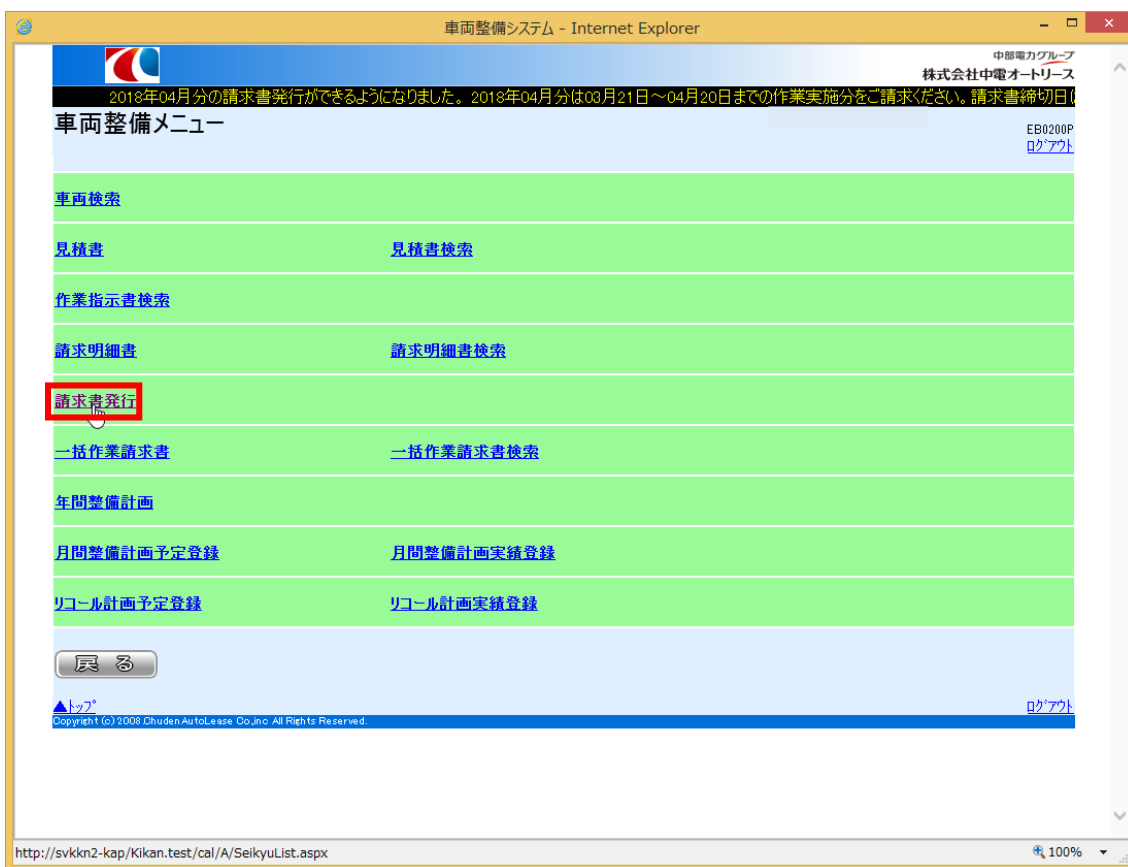 車両整備システム - Internet Explorer
中部電力グループ
株式会社中電オートリース
2018年04月分の請求書発行ができるようになりました。2018年04月分は03月21日～04月20日までの作業実施分をご請求ください。請求書締切日は
車両整備メニュー
EB0200P
ログアウト
車両検索
見積書 見積書検索
作業指示書検索
請求明細書 請求明細書検索
請求書発行
一括作業請求書 一括作業請求書検索
年間整備計画
月間整備計画予定登録 月間整備計画実績登録
リコール計画予定登録 リコール計画実績登録
戻る
▲トップ ログアウト
Copyright (c) 2008 ChudenAutoLease Co.,inc All Rights Reserved.
http://svkkn2-kap/Kikan.test/cal/A/SeikyuList.aspx 100%